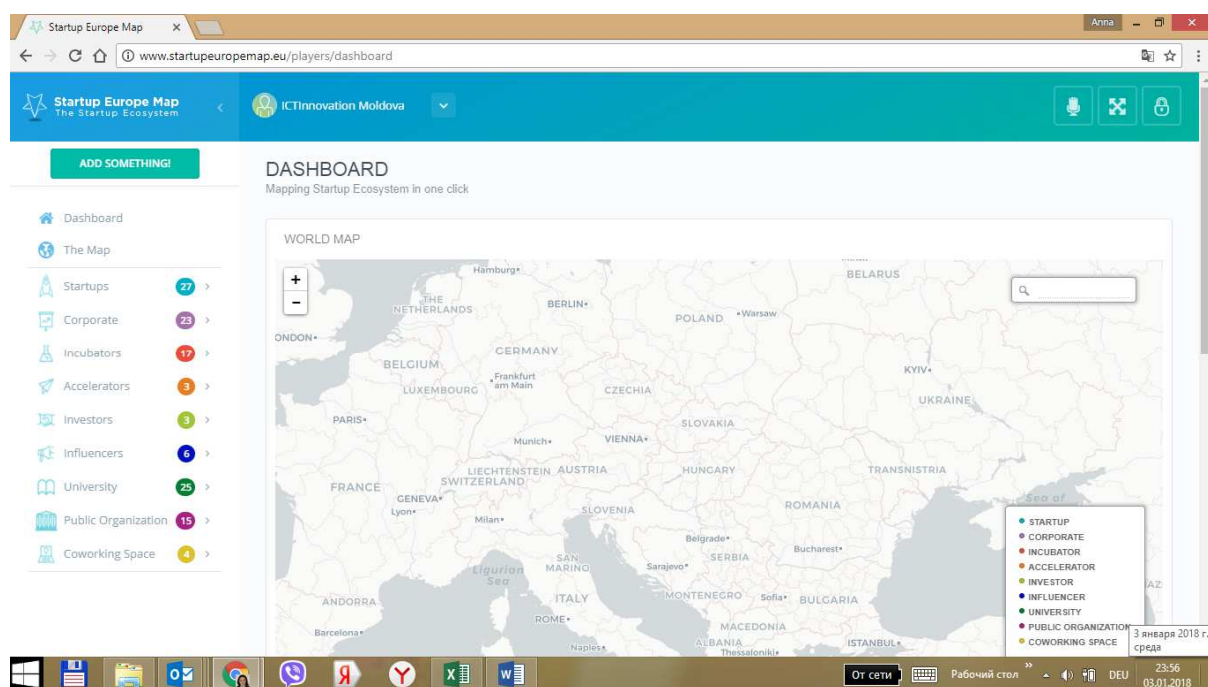 Startup Europe Map
Anna
www.startupeuropemap.eu/players/dashboard
Startup Europe Map
The Startup Ecosystem
ICTInnovation Moldova
ADD SOMETHING!
DASHBOARD
Mapping Startup Ecosystem in one click
Dashboard
The Map
Startups 27
Corporate 23
Incubators 17
Accelerators 3
Investors 3
Influencers 6
University 25
Public Organization 15
Coworking Space 4
WORLD MAP
+
−
Hamburg
BELARUS
THE
NETHERLANDS
BERLIN
POLAND
Warsaw
ONDON
BELGIUM
GERMANY
Frankfurt
am Main
LUXEMBOURG
CZECHIA
KYIV
UKRAINE
PARIS
SLOVAKIA
Munich
VIENNA
LIECHTENSTEIN
AUSTRIA
HUNGARY
TRANSNISTRIA
FRANCE
SWITZERLAND
GENEVA
Lyon
Milan
SLOVENIA
ROMANIA
Sea of
Belgrade
SERBIA
Bucharest
SAN
MARINO
Sarajevo
Ligurian
Sea
ANDORRA
ITALY
MONTENEGRO
Sofia
BULGARIA
ROME
MACEDONIA
Barcelona
ALBANIA
ISTANBUL
Naples
Thessaloniki
AZ
STARTUP
CORPORATE
INCUBATOR
ACCELERATOR
INVESTOR
INFLUENCER
UNIVERSITY
PUBLIC ORGANIZATION
COWORKING SPACE
3 января 2018 г.
среда
От сети
Рабочий стол
DEU
23:56
03.01.2018